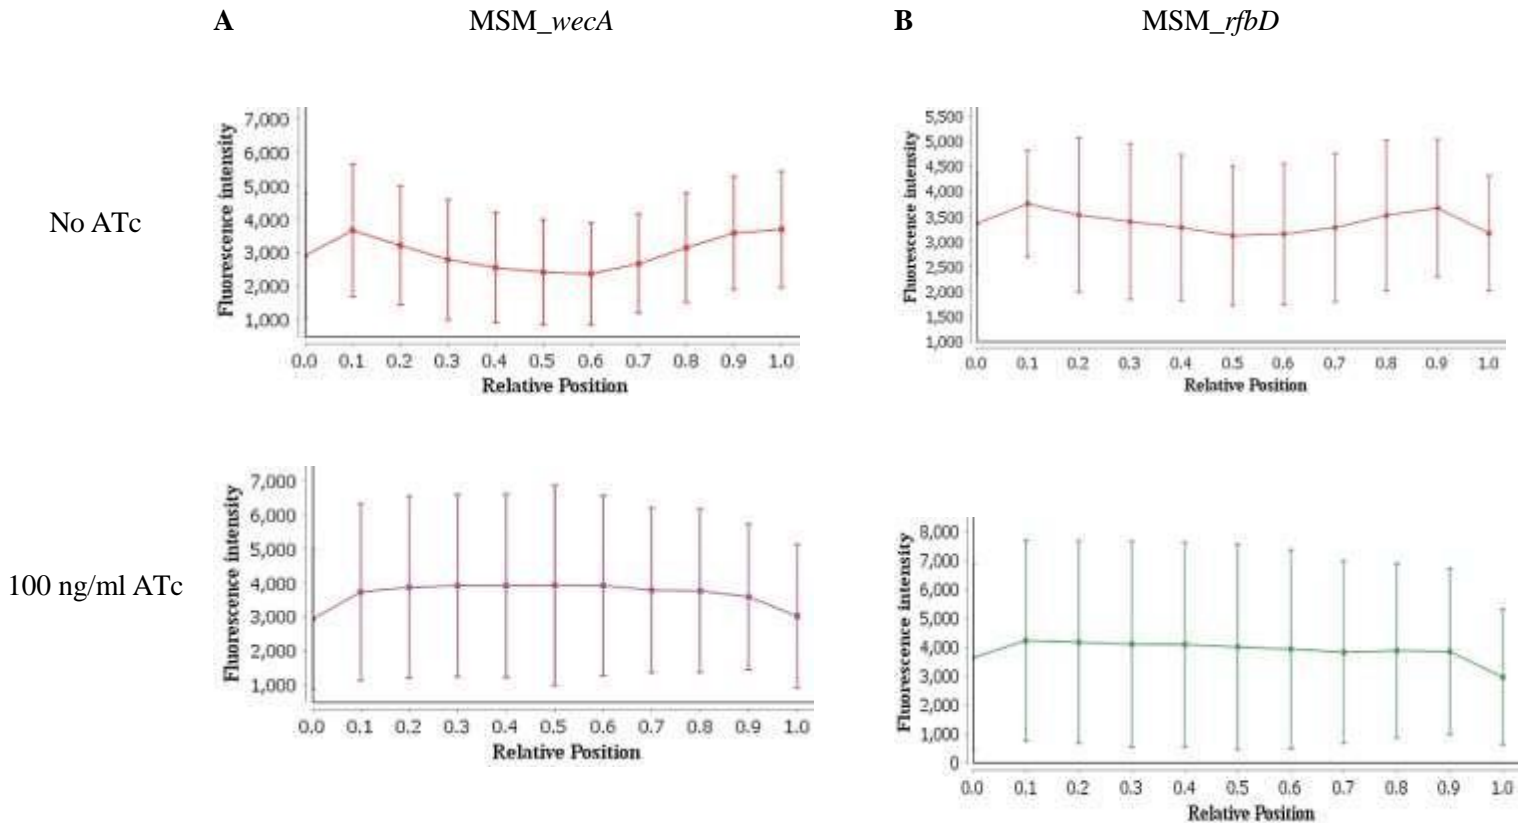 A MSM_wecA B MSM_rfbD
No ATc
Fluorescence intensity
7,000
6,000
5,000
4,000
3,000
2,000
1,000
0.0 0.1 0.2 0.3 0.4 0.5 0.6 0.7 0.8 0.9 1.0
Relative Position
Fluorescence intensity
5,500
5,000
4,500
4,000
3,500
3,000
2,500
2,000
1,500
1,000
0.0 0.1 0.2 0.3 0.4 0.5 0.6 0.7 0.8 0.9 1.0
Relative Position
100 ng/ml ATc
Fluorescence intensity
7,000
6,000
5,000
4,000
3,000
2,000
1,000
0.0 0.1 0.2 0.3 0.4 0.5 0.6 0.7 0.8 0.9 1.0
Relative Position
Fluorescence intensity
8,000
7,000
6,000
5,000
4,000
3,000
2,000
1,000
0
0.0 0.1 0.2 0.3 0.4 0.5 0.6 0.7 0.8 0.9 1.0
Relative Position